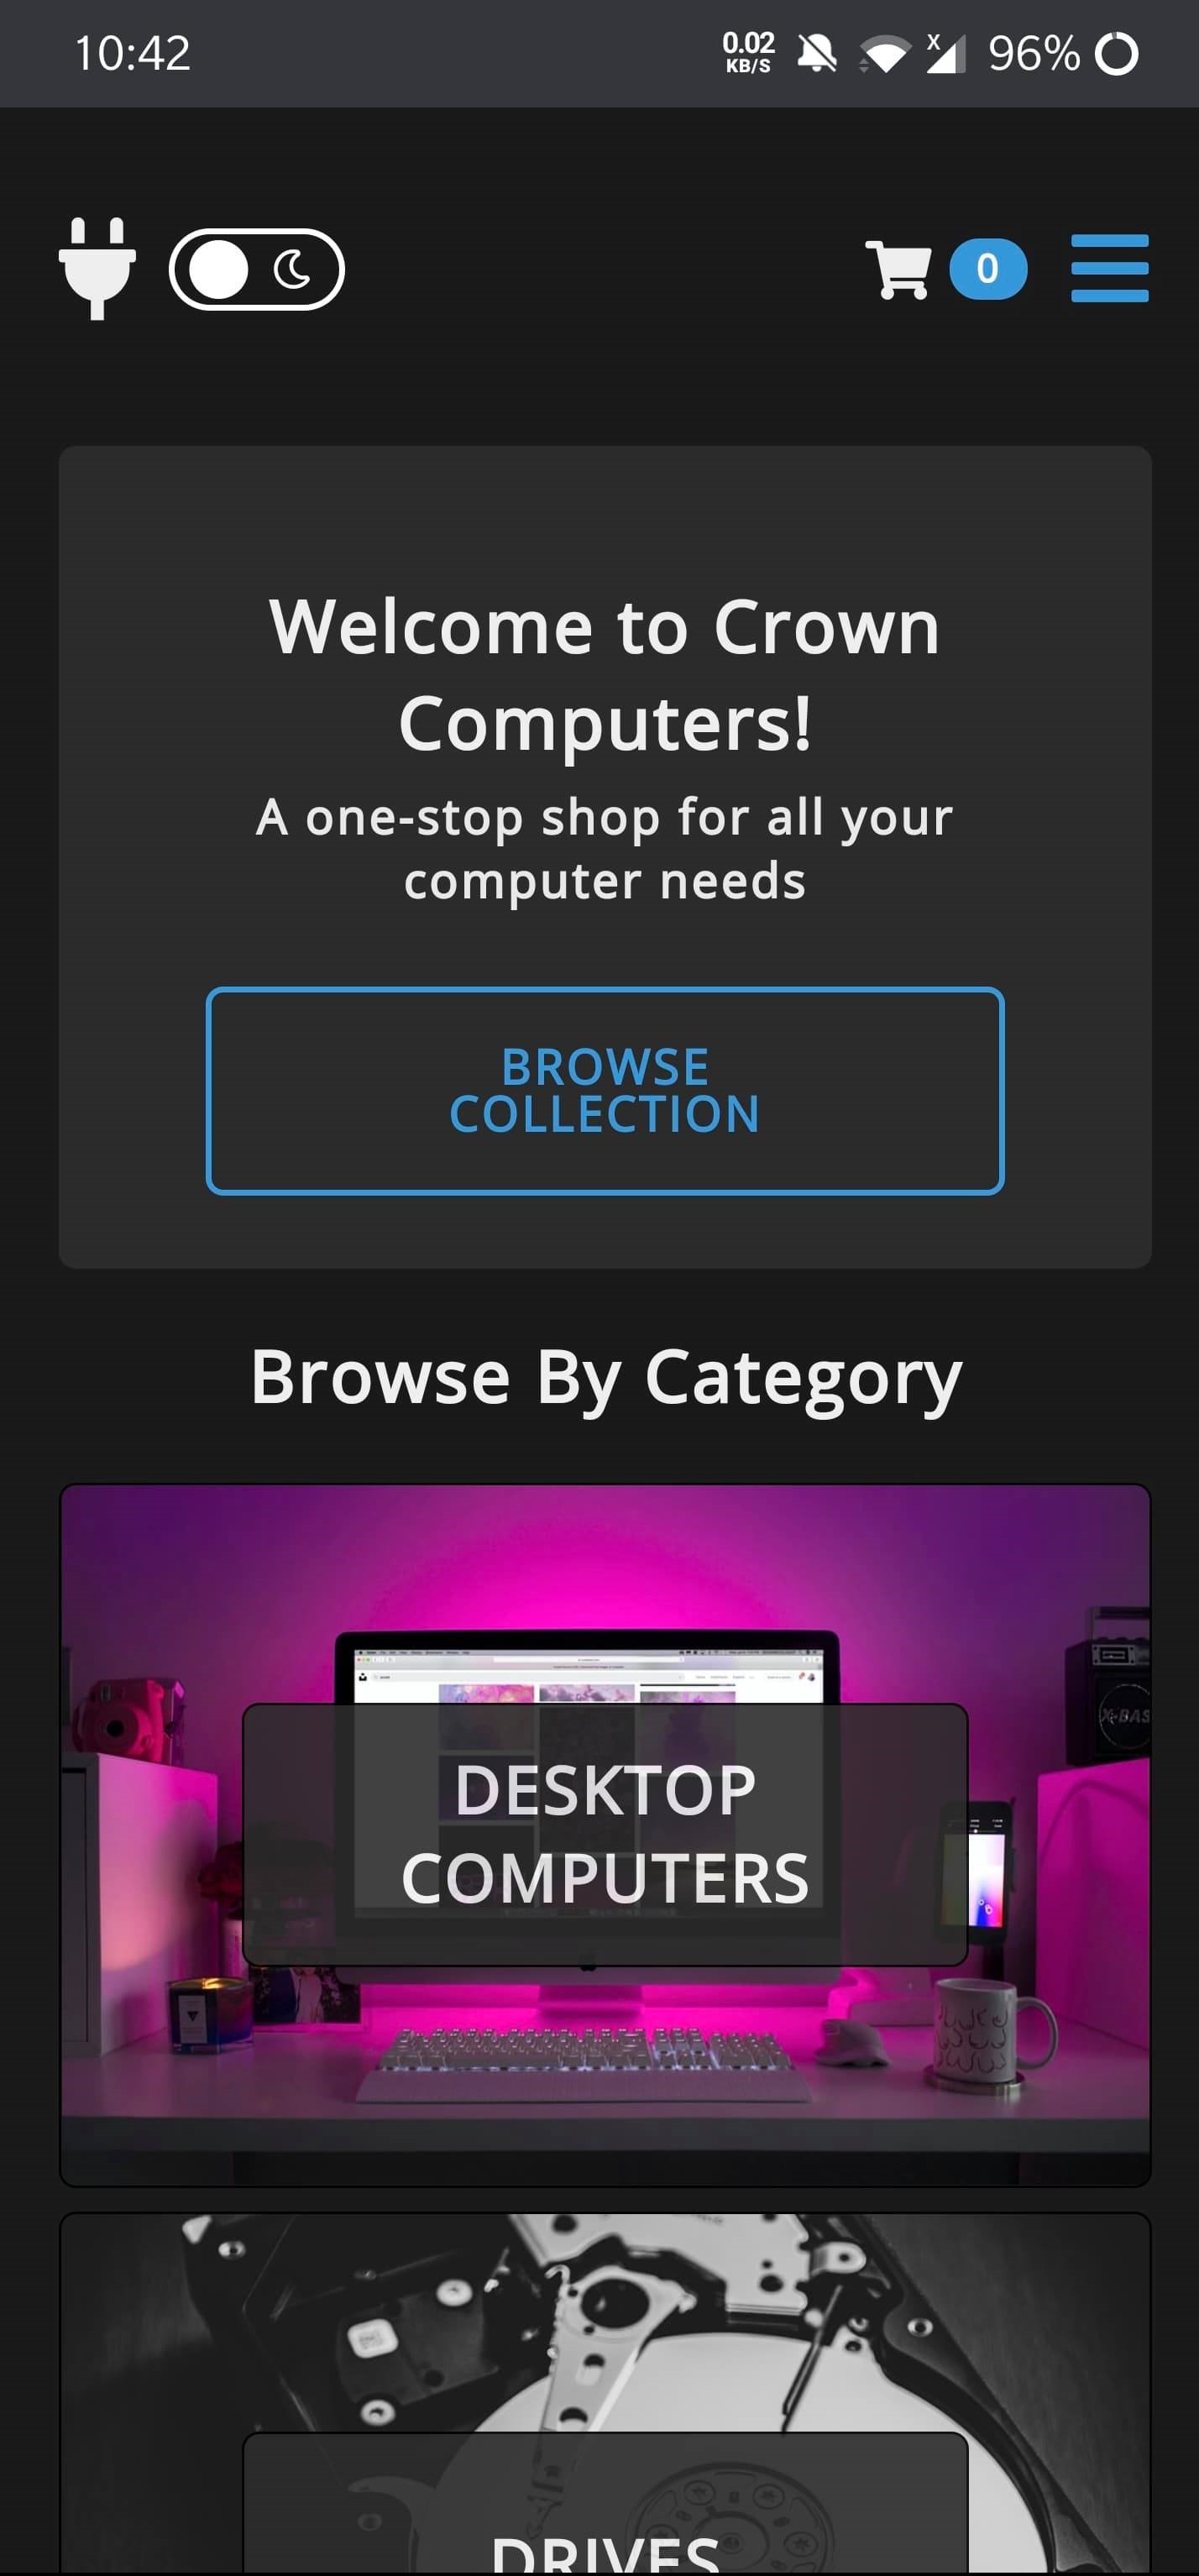 10:42
0.02
KB/S
X
96%
0
Welcome to Crown
Computers!
A one-stop shop for all your
computer needs
BROWSE
COLLECTION
Browse By Category
X-BAS
DESKTOP
COMPUTERS
DRIVES